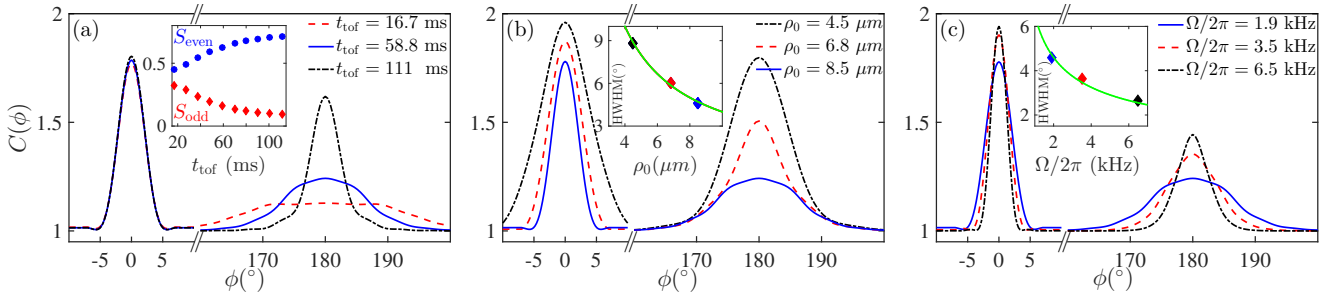 (a)
t_tof = 16.7 ms
t_tof = 58.8 ms
t_tof = 111 ms
S_even
S_odd
0.5
0
20
60
100
t_tof (ms)
C(ϕ)
2
1.5
1
-5 0 5 170 180 190
ϕ(°)
(b)
ρ₀ = 4.5 μm
ρ₀ = 6.8 μm
ρ₀ = 8.5 μm
HWHM(°)
9
6
3
4 6 8 10
ρ₀(μm)
2
1.5
1
-5 0 5 170 180 190
ϕ(°)
(c)
Ω/2π = 1.9 kHz
Ω/2π = 3.5 kHz
Ω/2π = 6.5 kHz
HWHM(°)
6
4
2
2 4 6
Ω/2π (kHz)
2
1.5
1
-5 0 5 170 180 190
ϕ(°)